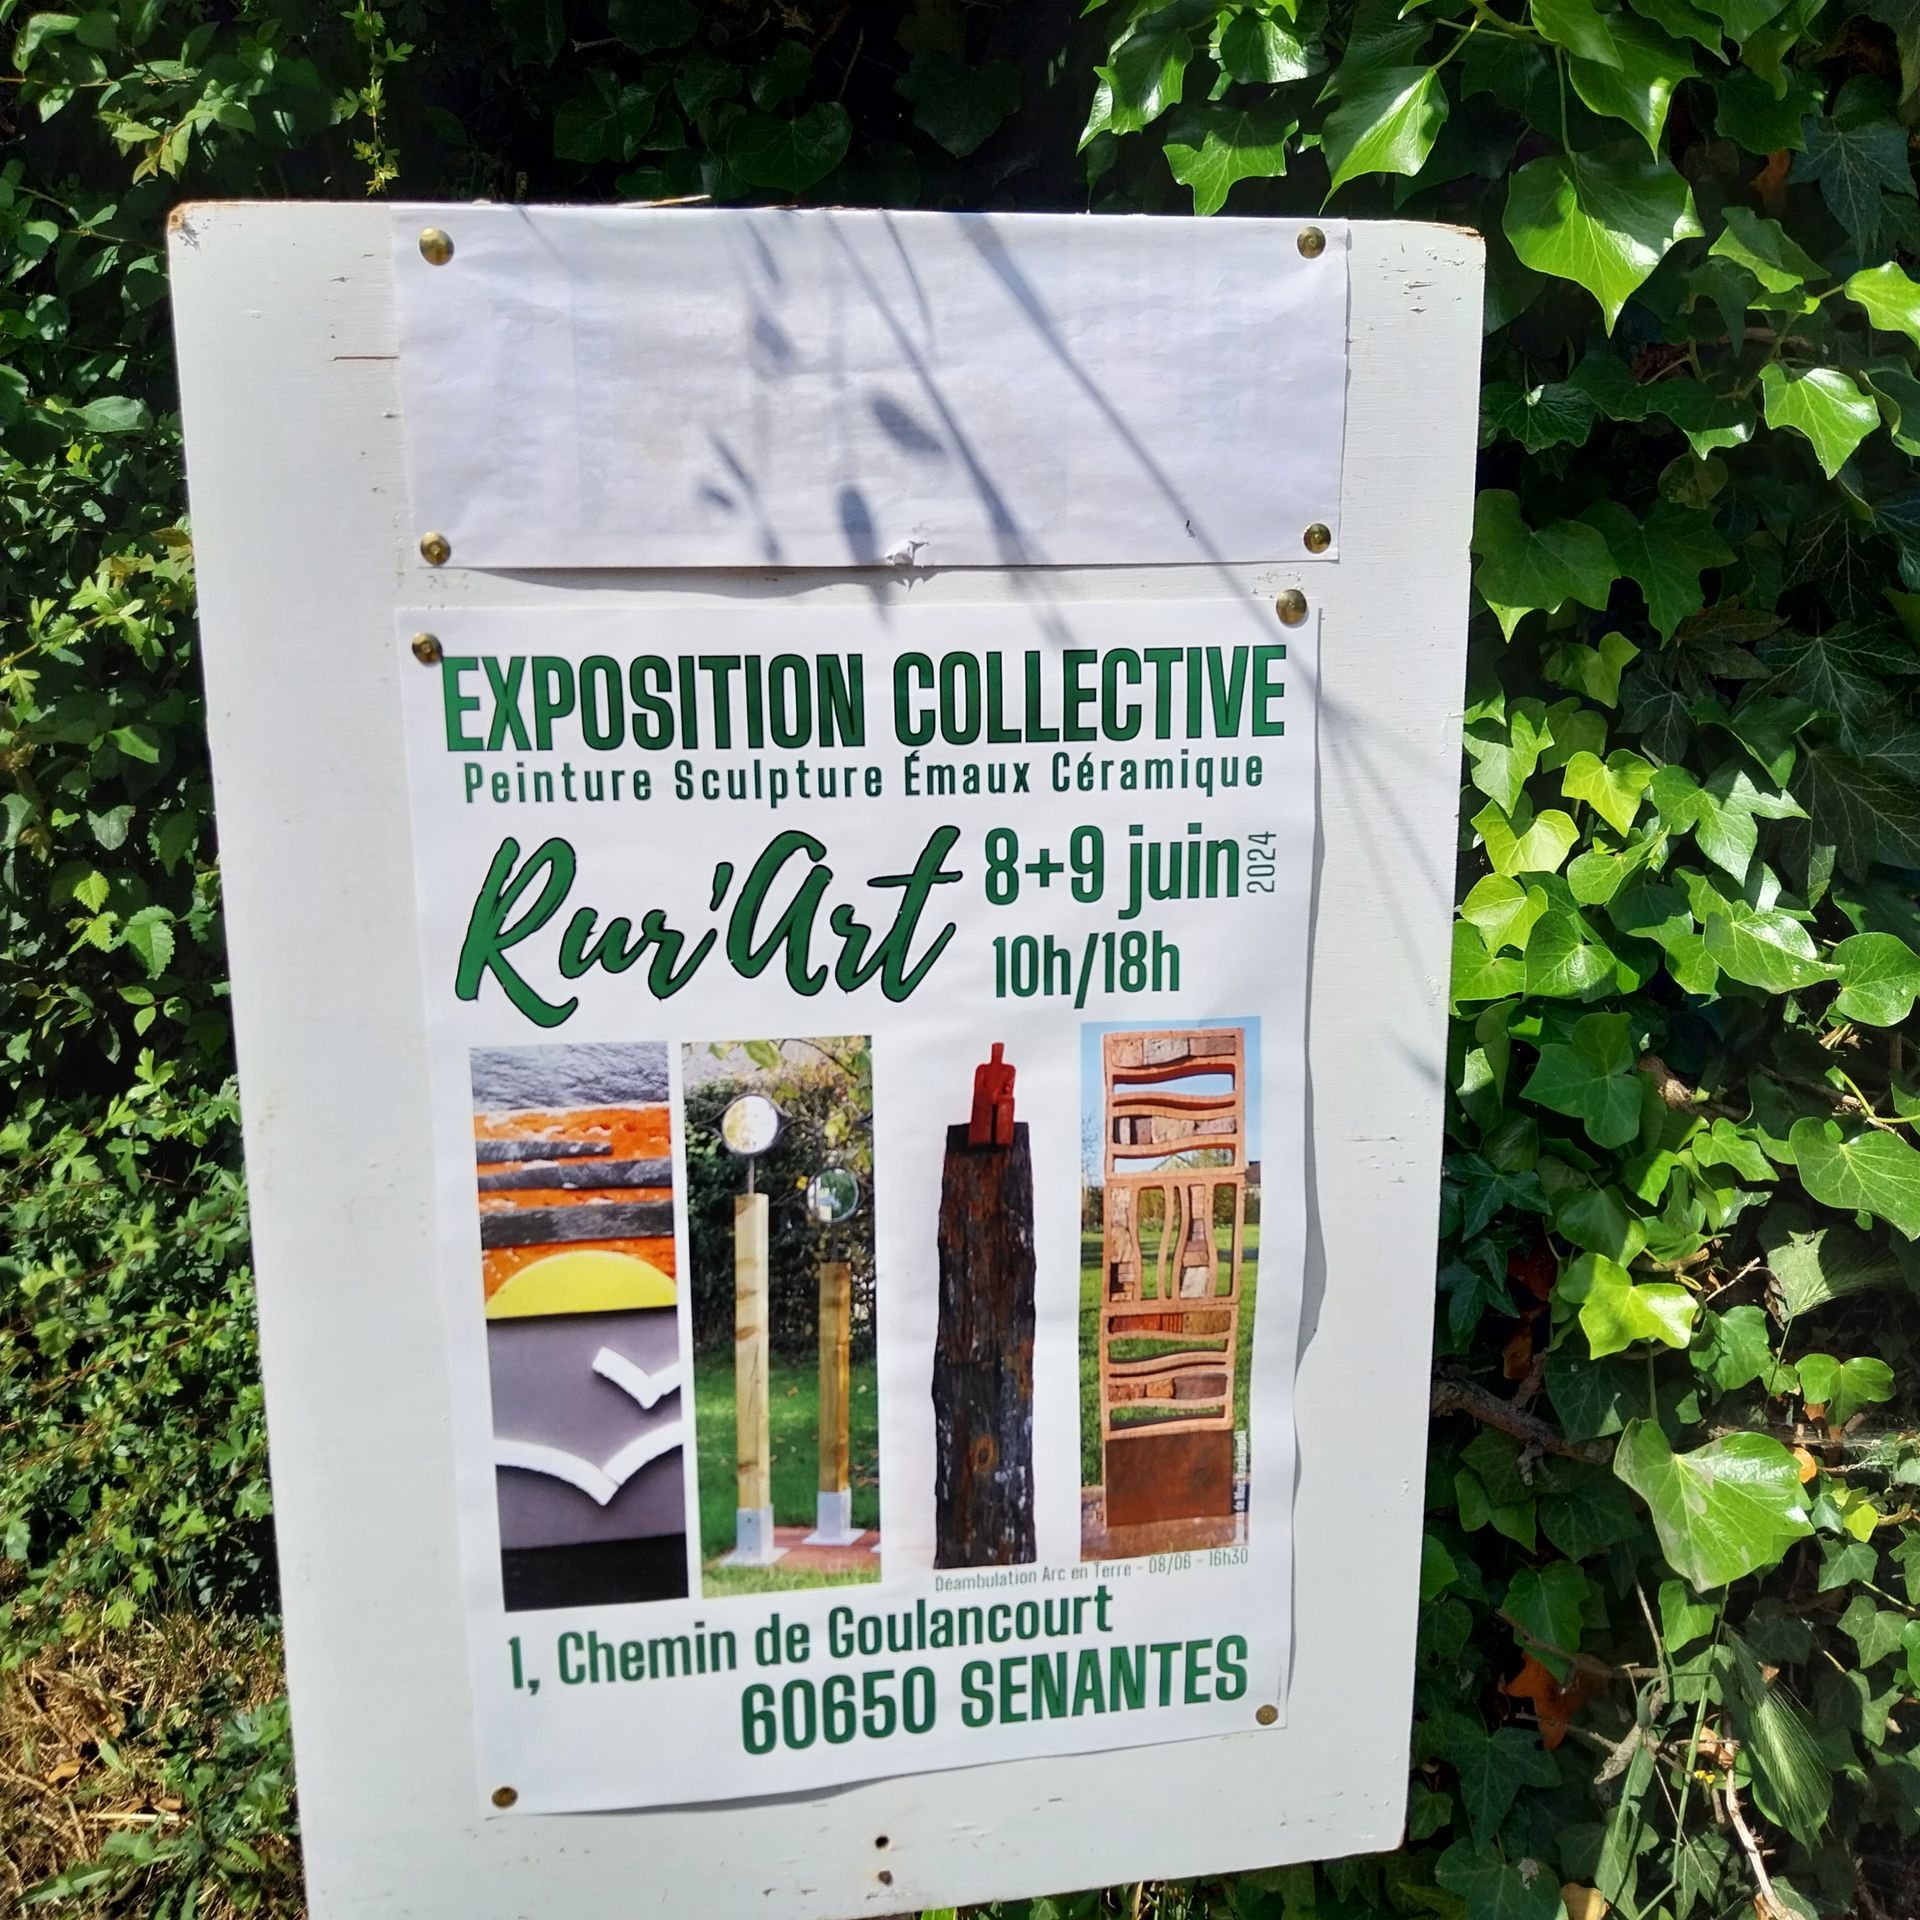 EXPOSITION COLLECTIVE
Peinture Sculpture Émaux Céramique
Rur'Art
8+9 juin 2024
10h/18h
Déambulation Arc en Terre - 08/06 - 16h30
1, Chemin de Goulancourt
60650 SENANTES